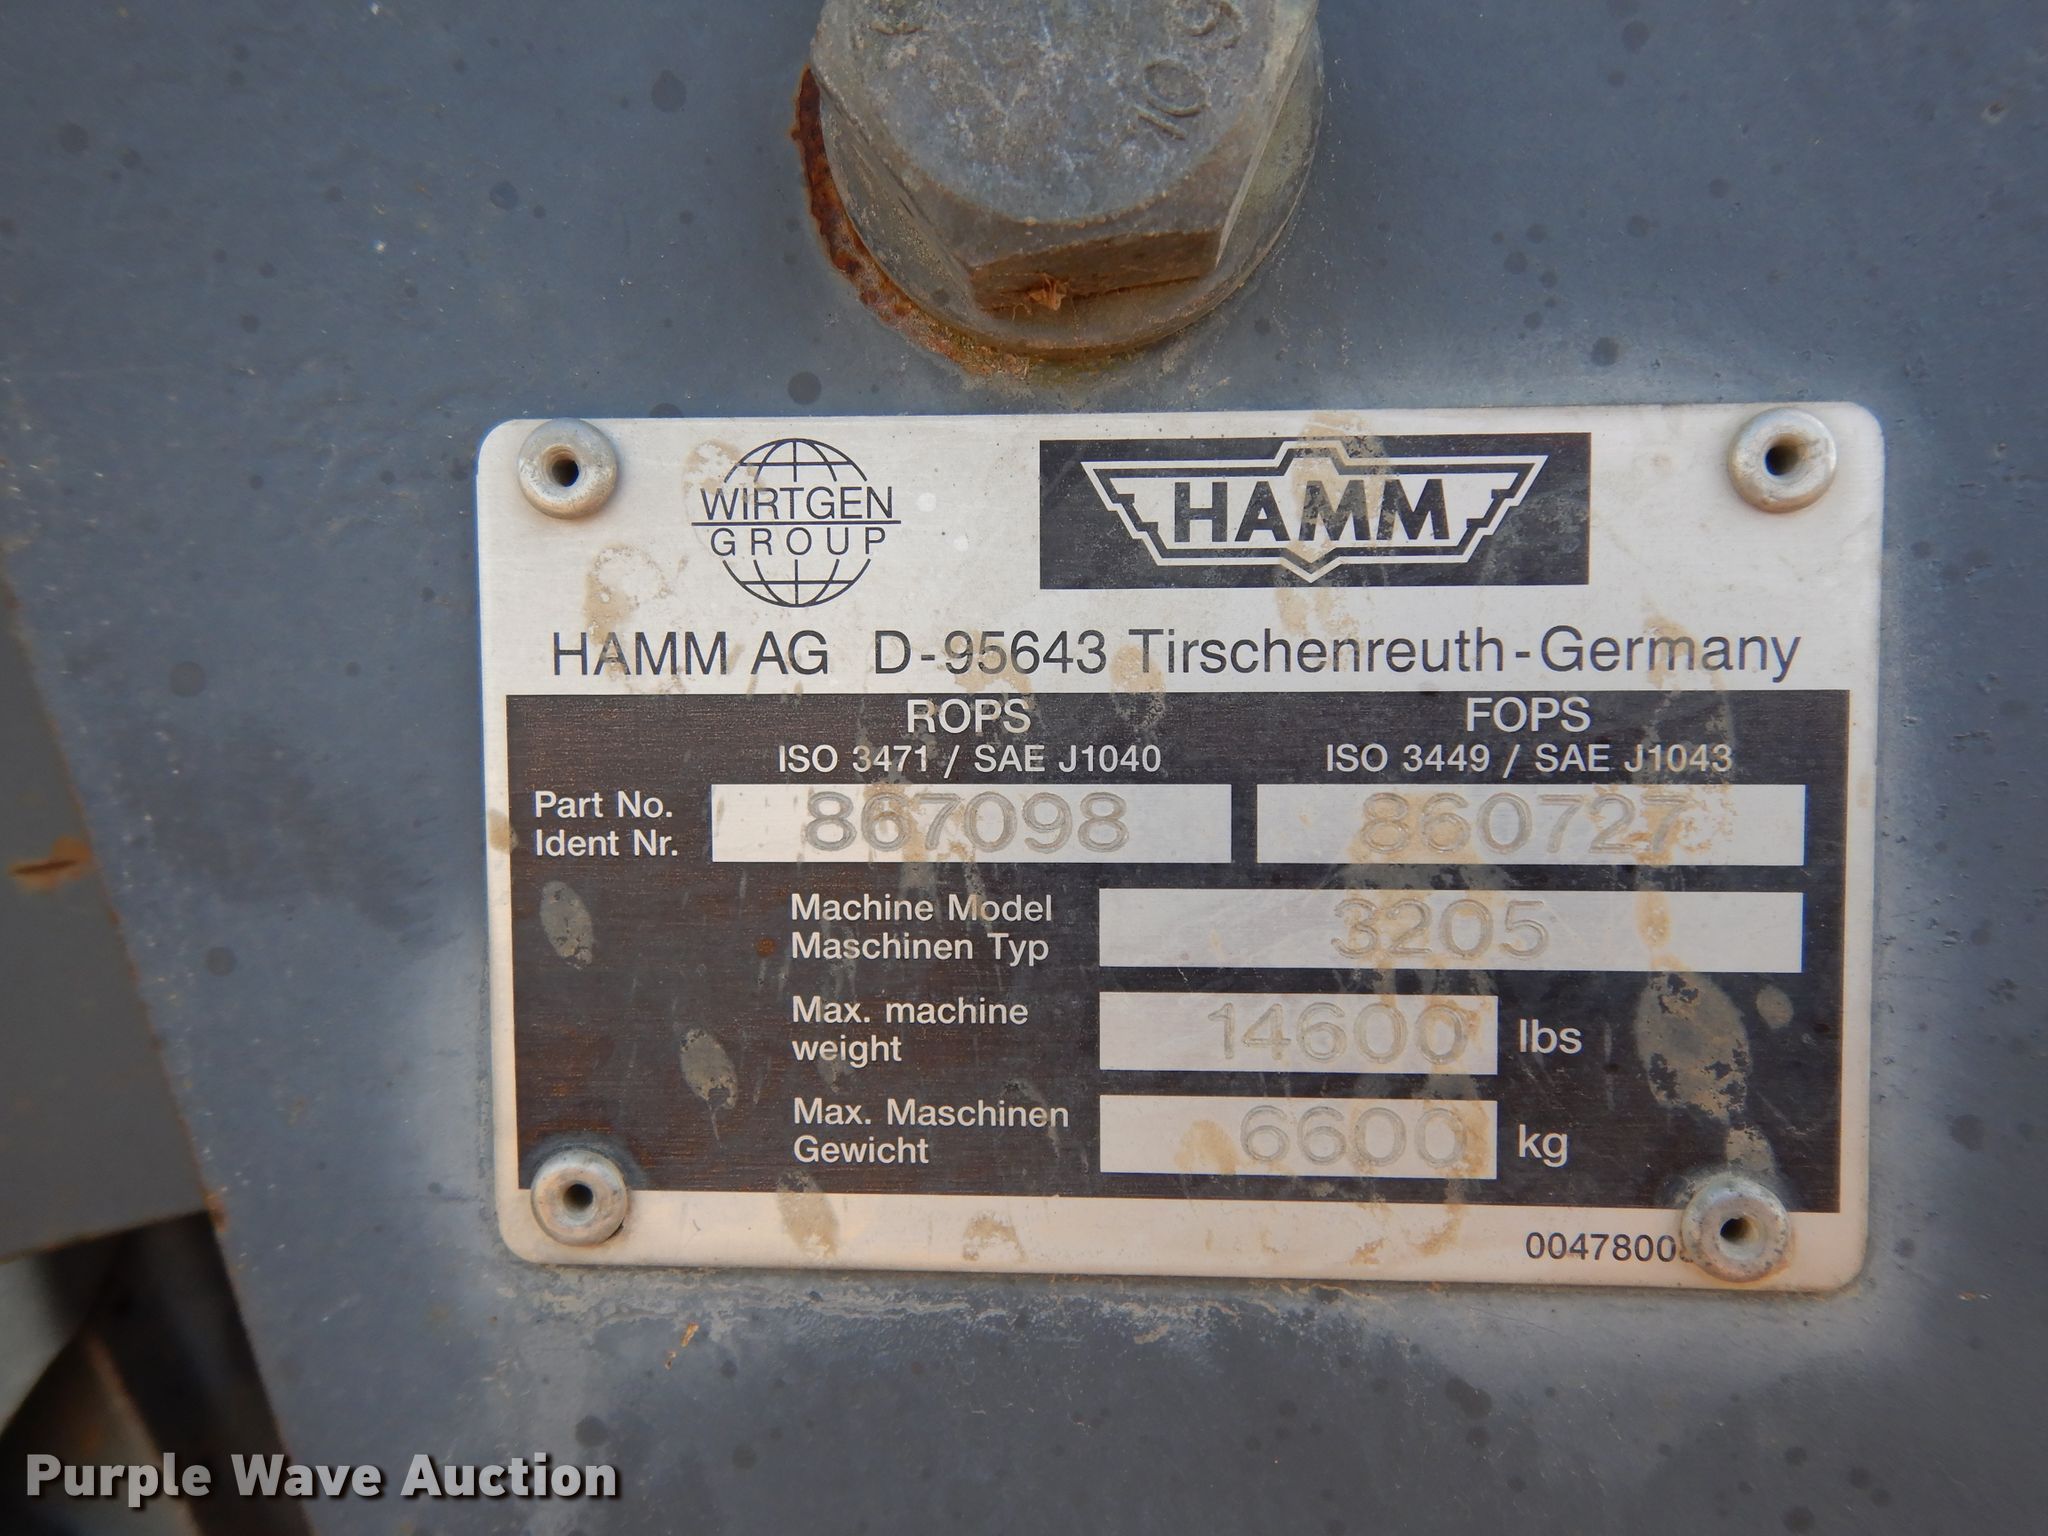 10.9
WIRTGEN
GROUP
HAMM
HAMM AG D-95643 Tirschenreuth-Germany
ROPS FOPS
ISO 3471 / SAE J1040 ISO 3449 / SAE J1043
Part No.
Ident Nr.
867098 860727
Machine Model
Maschinen Typ
3205
Max. machine
weight
14600 lbs
Max. Maschinen
Gewicht
6600 kg
Purple Wave Auction